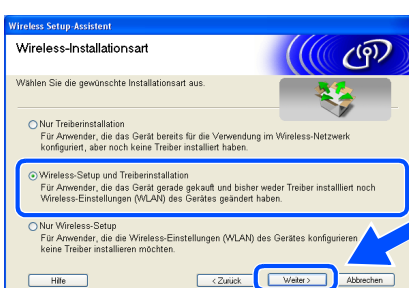 Wireless Setup-Assistent
Wireless-Installationsart
Wählen Sie die gewünschte Installationsart aus.
Nur Treiberinstallation
Für Anwender, die das Gerät bereits für die Verwendung im Wireless-Netzwerk
konfiguriert, aber noch keine Treiber installiert haben.
Wireless-Setup und Treiberinstallation
Für Anwender, die das Gerät gerade gekauft und bisher weder Treiber installiert noch
Wireless-Einstellungen (WLAN) des Gerätes geändert haben.
Nur Wireless-Setup
Für Anwender, die die Wireless-Einstellungen (WLAN) des Gerätes konfigurieren
keine Treiber installieren möchten.
Hilfe
< Zurück
Weiter >
Abbrechen